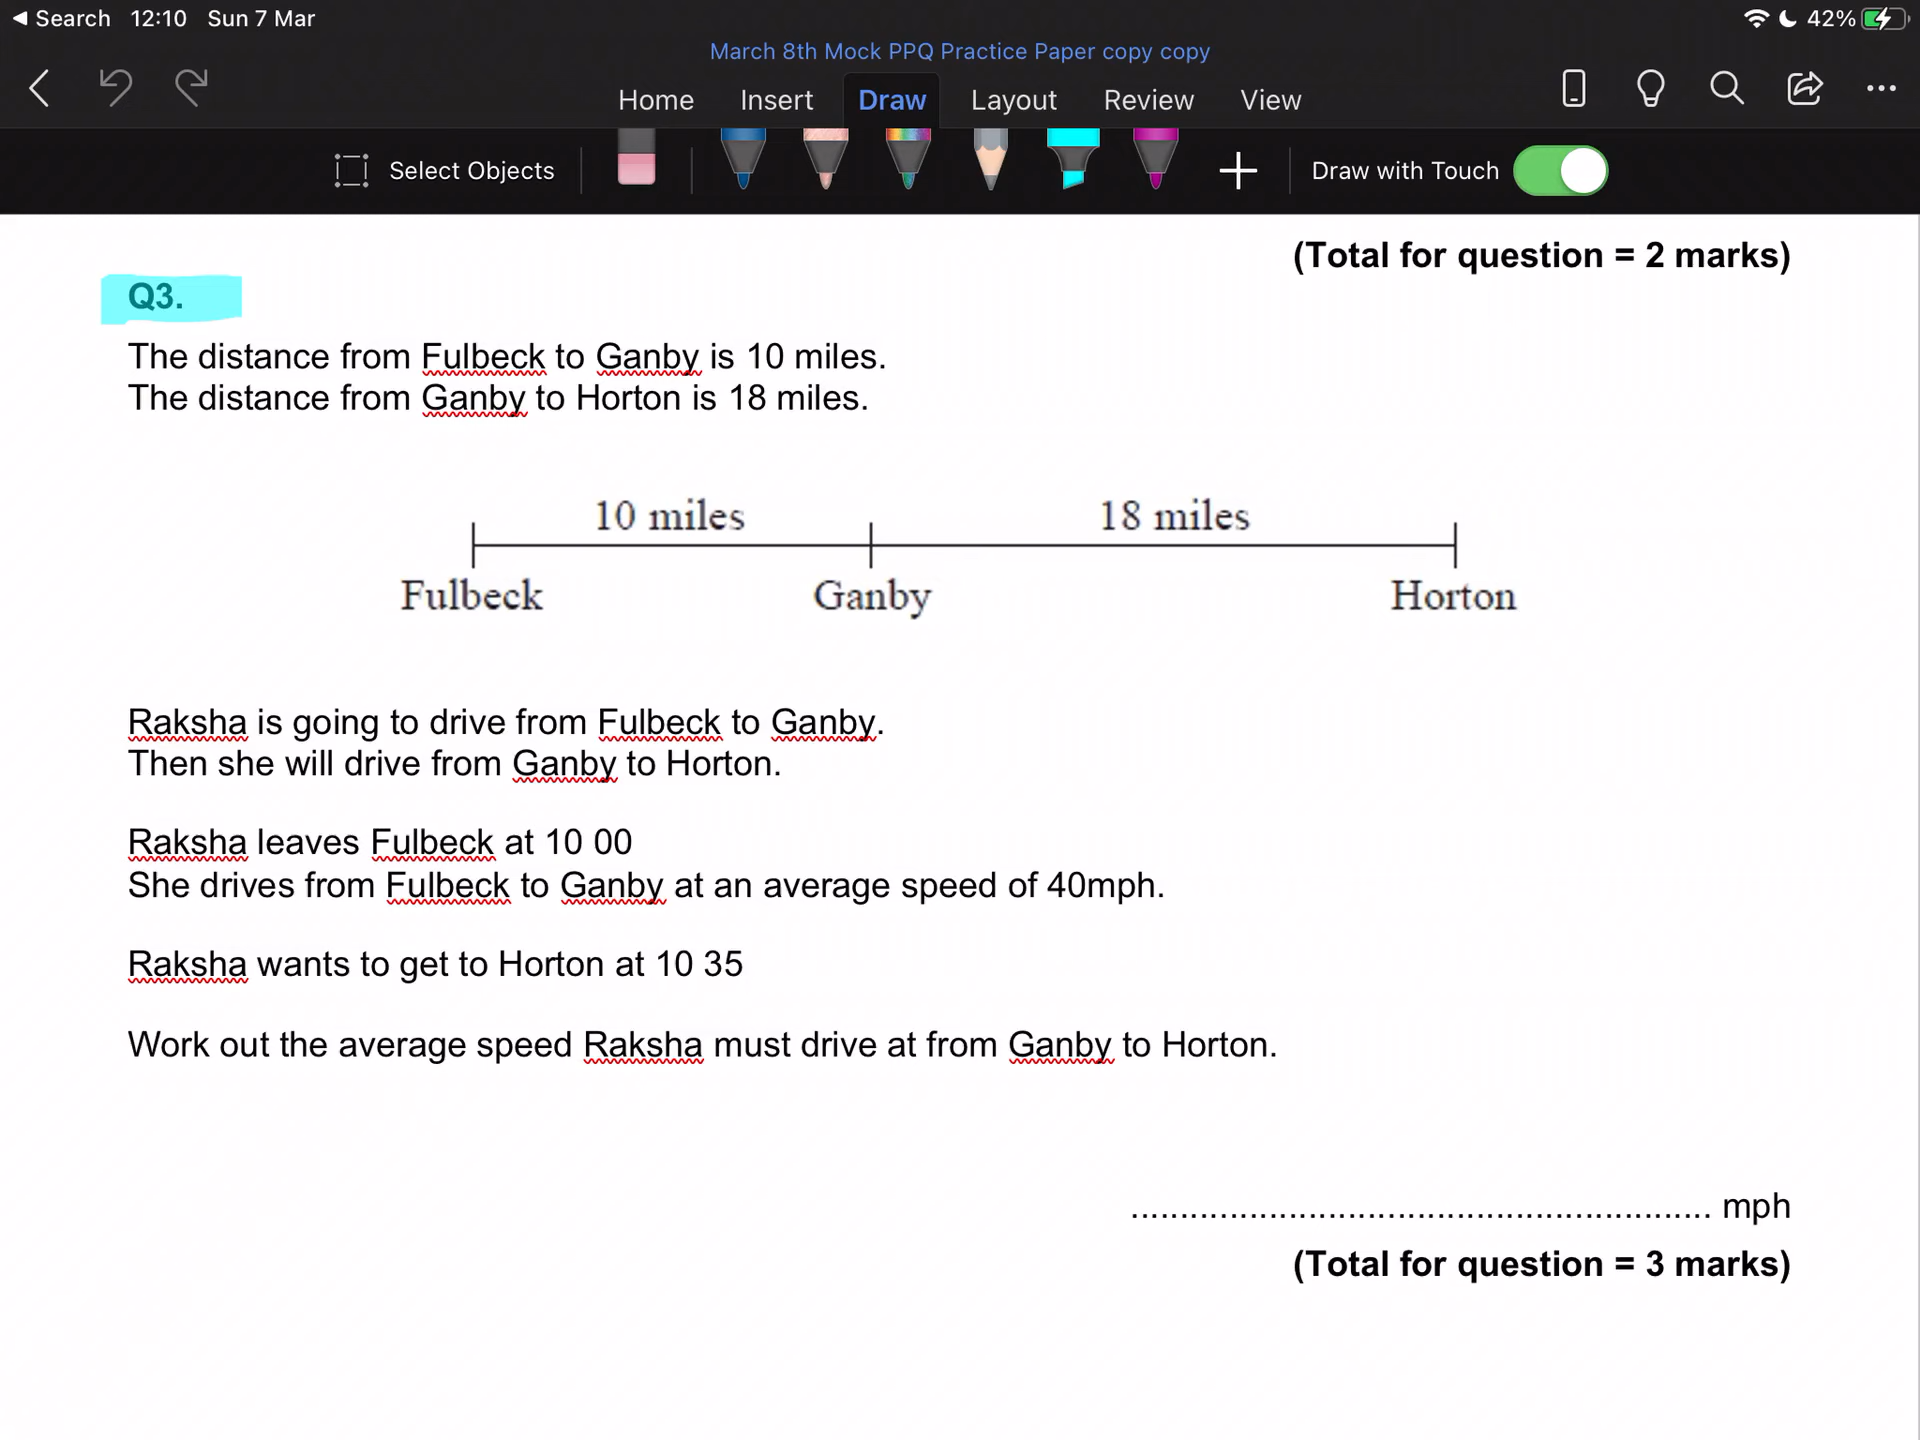 Search 12:10 Sun 7 Mar
42%
March 8th Mock PPQ Practice Paper copy copy
Home Insert Draw Layout Review View
Select Objects
Draw with Touch
(Total for question = 2 marks)
Q3.
The distance from Fulbeck to Ganby is 10 miles.
The distance from Ganby to Horton is 18 miles.
10 miles 18 miles
Fulbeck Ganby Horton
Raksha is going to drive from Fulbeck to Ganby.
Then she will drive from Ganby to Horton.
Raksha leaves Fulbeck at 10 00
She drives from Fulbeck to Ganby at an average speed of 40mph.
Raksha wants to get to Horton at 10 35
Work out the average speed Raksha must drive at from Ganby to Horton.
........................................................... mph
(Total for question = 3 marks)